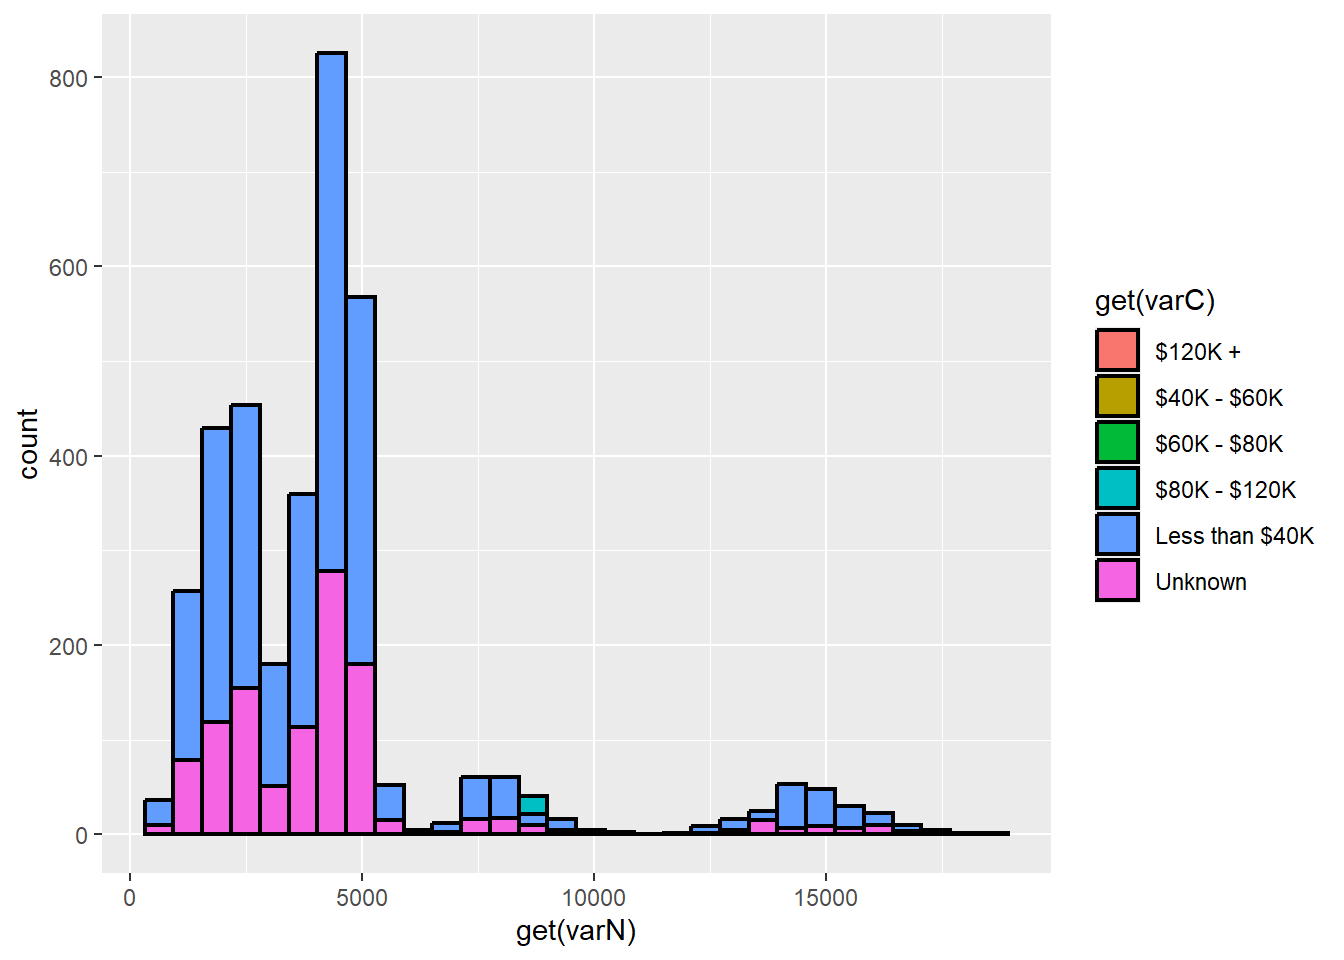 800
600
400
200
0
count
0 5000 10000 15000
get(varN)
get(varC)
$120K +
$40K - $60K
$60K - $80K
$80K - $120K
Less than $40K
Unknown